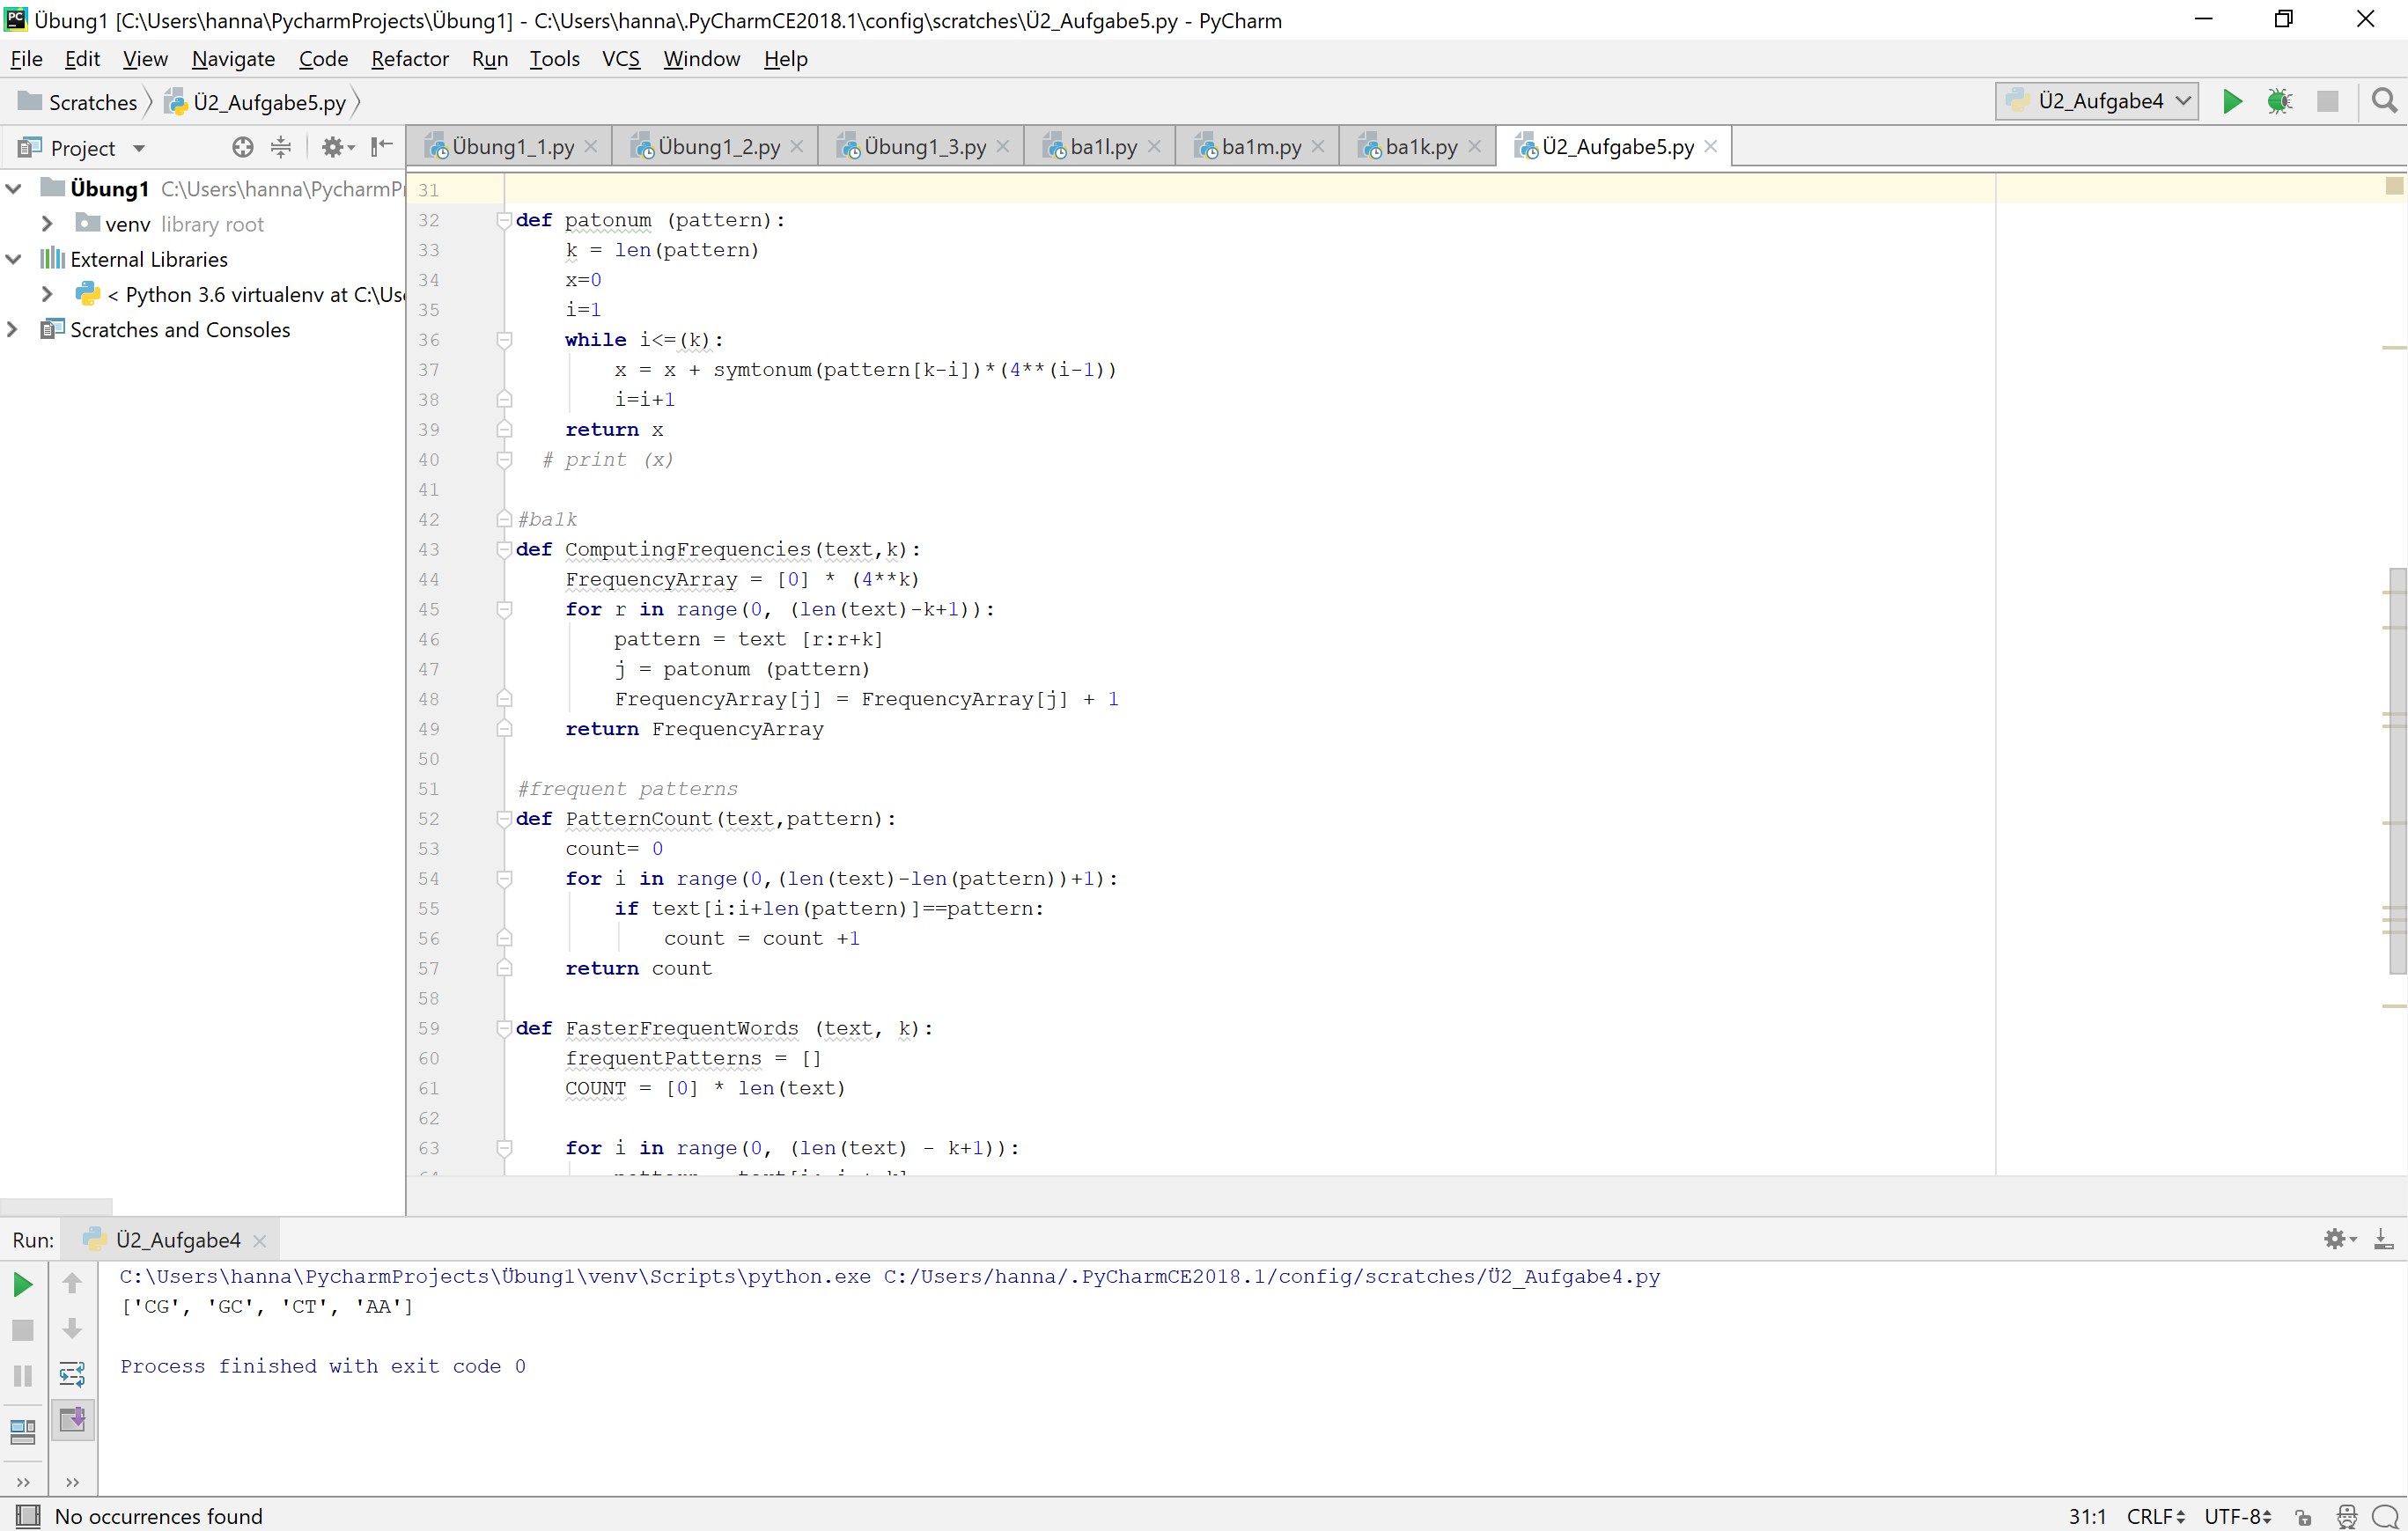 Übung1 [C:\Users\hanna\PycharmProjects\Übung1] - C:\Users\hanna\.PyCharmCE2018.1\config\scratches\Ü2_Aufgabe5.py - PyCharm
File Edit View Navigate Code Refactor Run Tools VCS Window Help
Scratches Ü2_Aufgabe5.py Ü2_Aufgabe4
Project Übung1_1.py Übung1_2.py Übung1_3.py ba1l.py ba1m.py ba1k.py Ü2_Aufgabe5.py
Übung1 C:\Users\hanna\PycharmPr
venv library root
External Libraries
< Python 3.6 virtualenv at C:\Use
Scratches and Consoles
31
32 def patonum (pattern):
33 k = len(pattern)
34 x=0
35 i=1
36 while i<=(k):
37 x = x + symtonum(pattern[k-i])*(4**(i-1))
38 i=i+1
39 return x
40 # print (x)
41
42 #ba1k
43 def ComputingFrequencies(text,k):
44 FrequencyArray = [0] * (4**k)
45 for r in range(0, (len(text)-k+1)):
46 pattern = text [r:r+k]
47 j = patonum (pattern)
48 FrequencyArray[j] = FrequencyArray[j] + 1
49 return FrequencyArray
50
51 #frequent patterns
52 def PatternCount(text,pattern):
53 count= 0
54 for i in range(0,(len(text)-len(pattern))+1):
55 if text[i:i+len(pattern)]==pattern:
56 count = count +1
57 return count
58
59 def FasterFrequentWords (text, k):
60 frequentPatterns = []
61 COUNT = [0] * len(text)
62
63 for i in range(0, (len(text) - k+1)):
Run: Ü2_Aufgabe4
C:\Users\hanna\PycharmProjects\Übung1\venv\Scripts\python.exe C:/Users/hanna/.PyCharmCE2018.1/config/scratches/Ü2_Aufgabe4.py
['CG', 'GC', 'CT', 'AA']
Process finished with exit code 0
No occurrences found 31:1 CRLF UTF-8